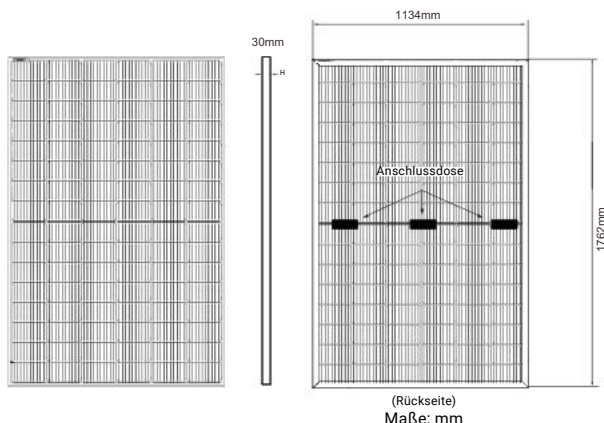 1134mm
30mm
H
Anschlussdose
1762mm
(Rückseite)
Maße: mm